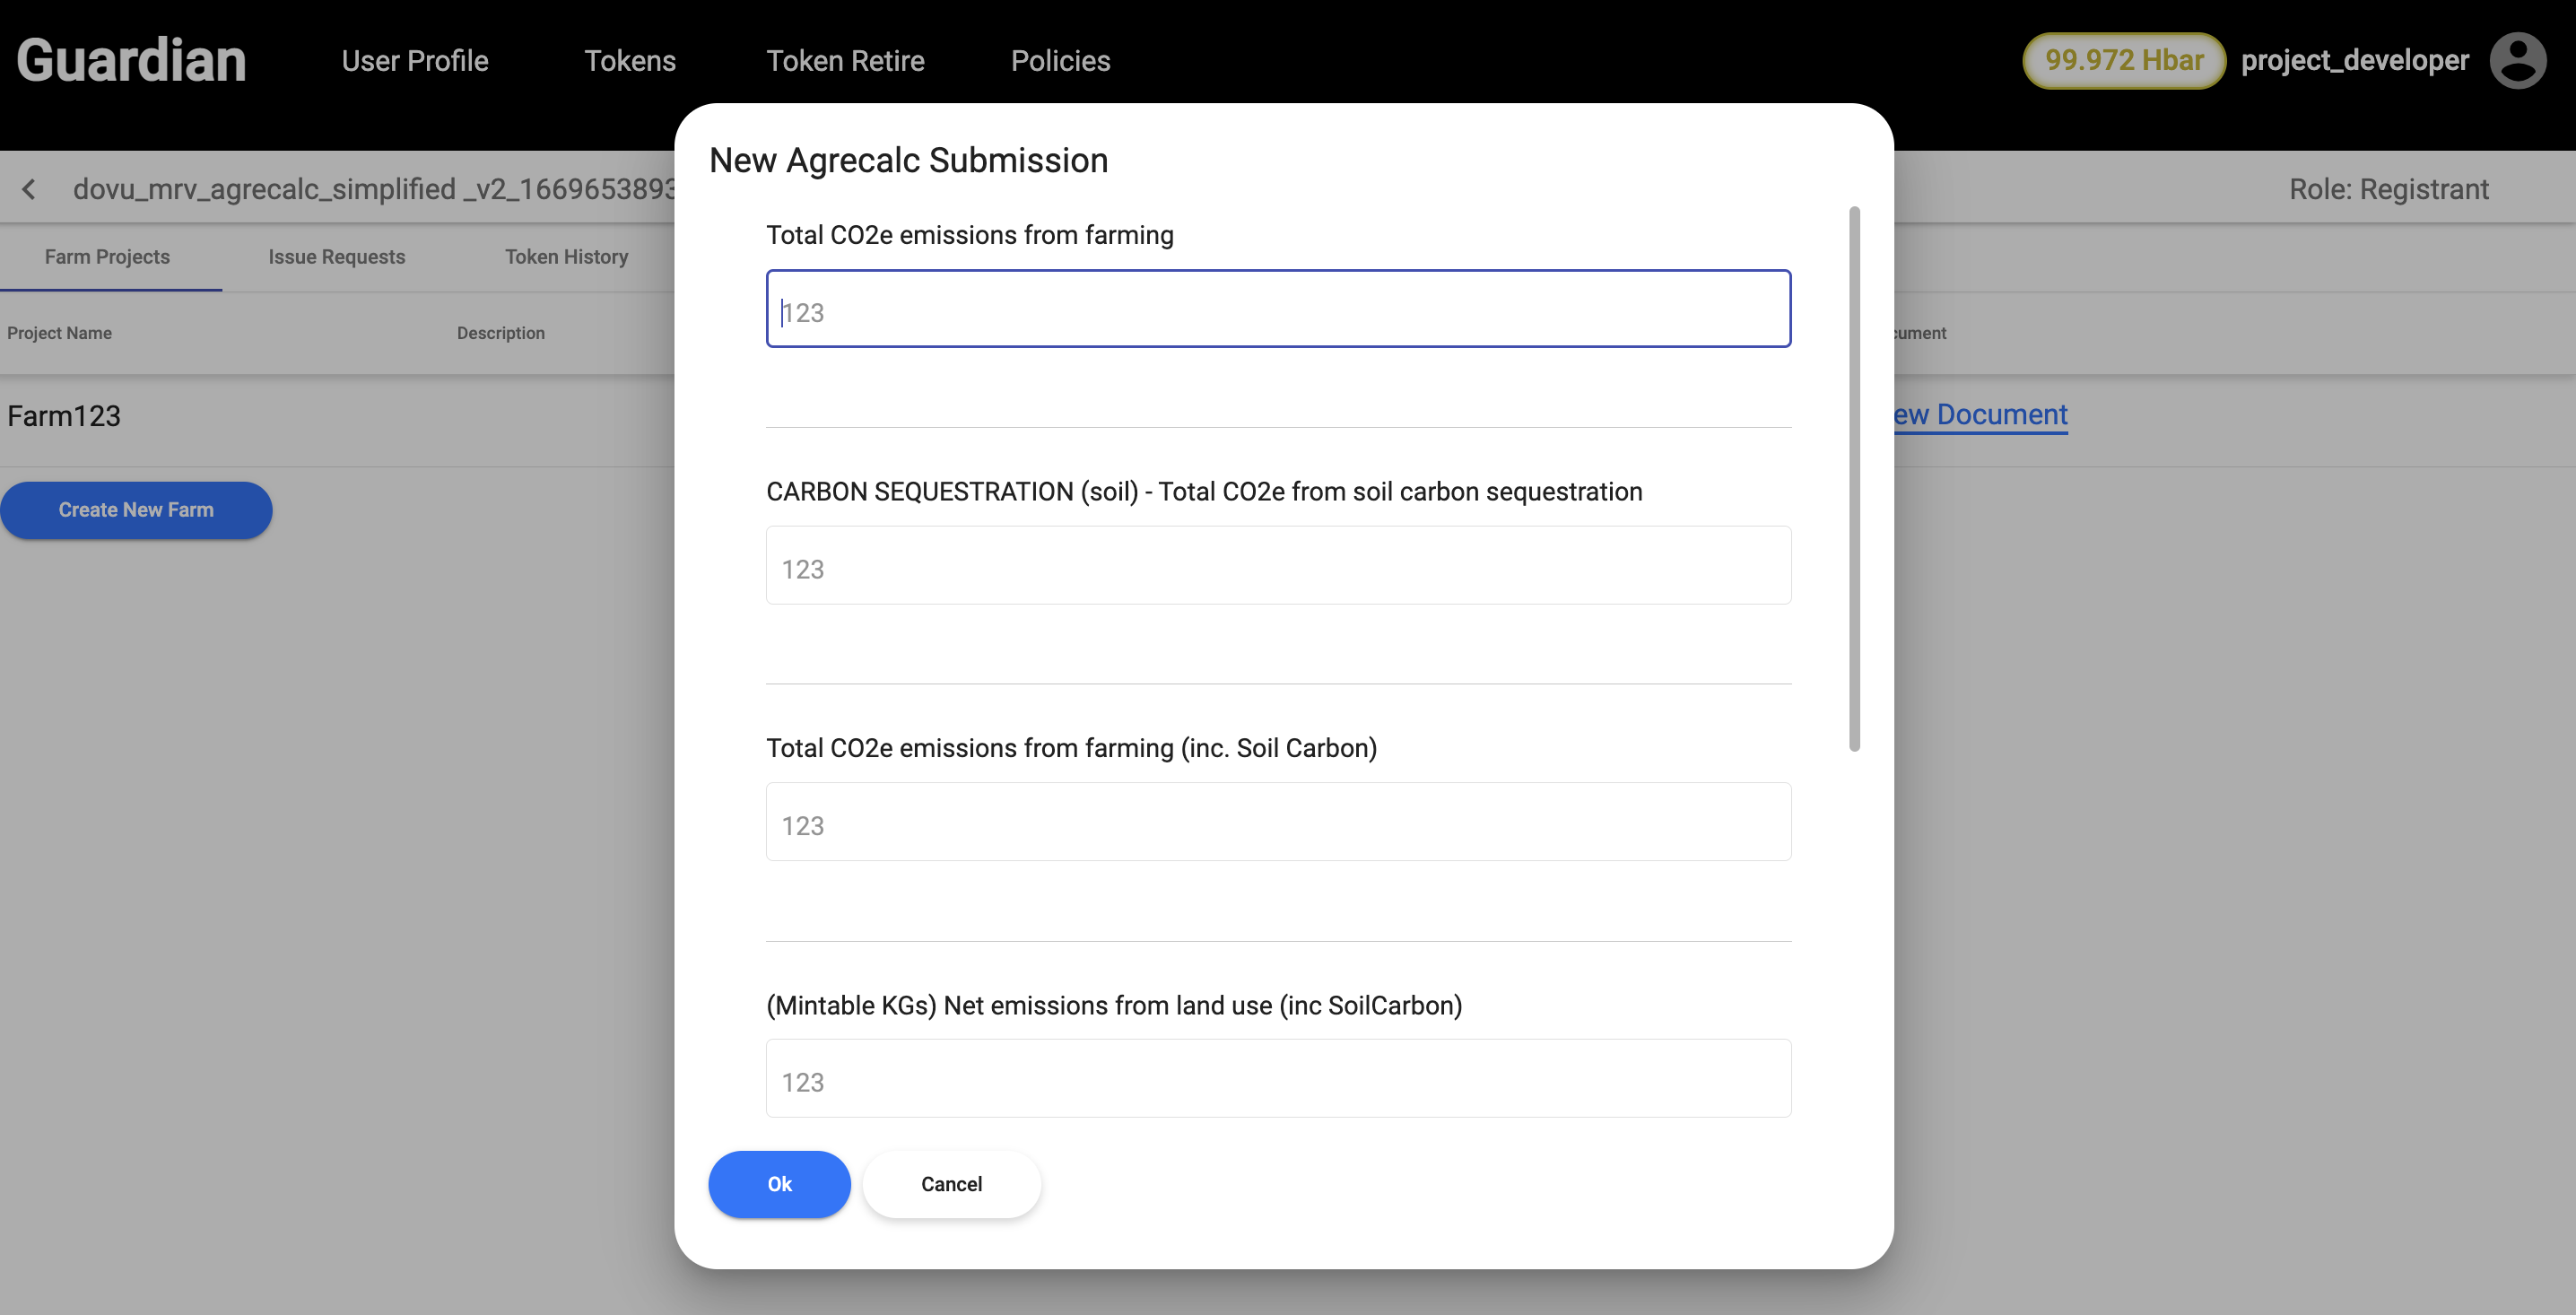 Guardian
User Profile
Tokens
Token Retire
Policies
99.972 Hbar
project_developer
dovu_mrv_agrecalc_simplified _v2_1669653893
Role: Registrant
Farm Projects
Issue Requests
Token History
Project Name
Description
cument
Farm123
ew Document
Create New Farm
New Agrecalc Submission
Total CO2e emissions from farming
123
CARBON SEQUESTRATION (soil) - Total CO2e from soil carbon sequestration
123
Total CO2e emissions from farming (inc. Soil Carbon)
123
(Mintable KGs) Net emissions from land use (inc SoilCarbon)
123
Ok
Cancel